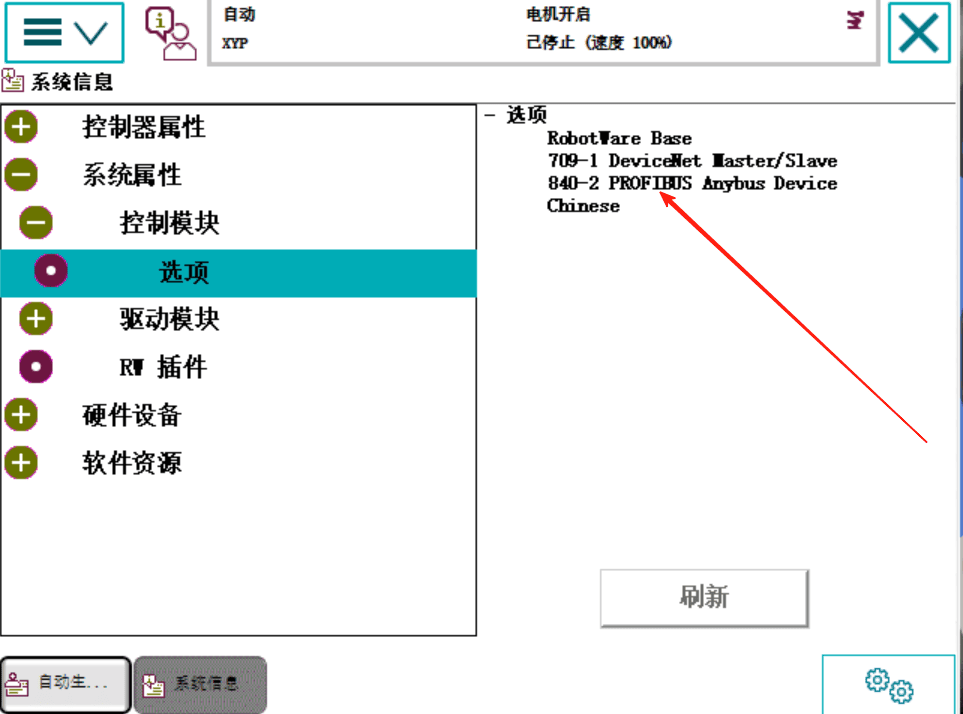 自动
XYP
电机开启
己停止 (速度 100%)
系统信息
控制器属性
系统属性
控制模块
选项
驱动模块
RW 插件
硬件设备
软件资源
- 选项
RobotWare Base
709-1 DeviceNet Master/Slave
840-2 PROFIBUS Anybus Device
Chinese
刷新
自动生...
系统信息